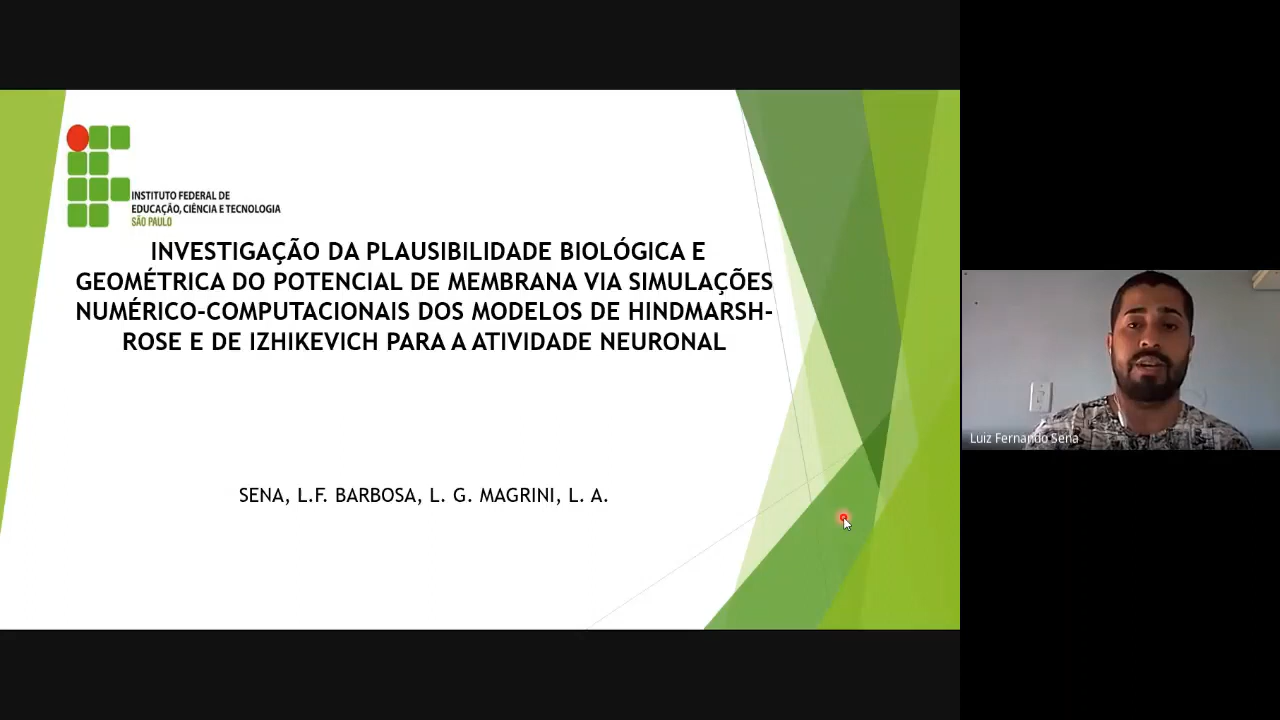 INSTITUTO FEDERAL DE
EDUCAÇÃO, CIÊNCIA E TECNOLOGIA
SÃO PAULO
INVESTIGAÇÃO DA PLAUSIBILIDADE BIOLÓGICA E
GEOMÉTRICA DO POTENCIAL DE MEMBRANA VIA SIMULAÇÕES
NUMÉRICO-COMPUTACIONAIS DOS MODELOS DE HINDMARSH-
ROSE E DE IZHIKEVICH PARA A ATIVIDADE NEURONAL
SENA, L.F. BARBOSA, L. G. MAGRINI, L. A.
Luiz Fernando Sena